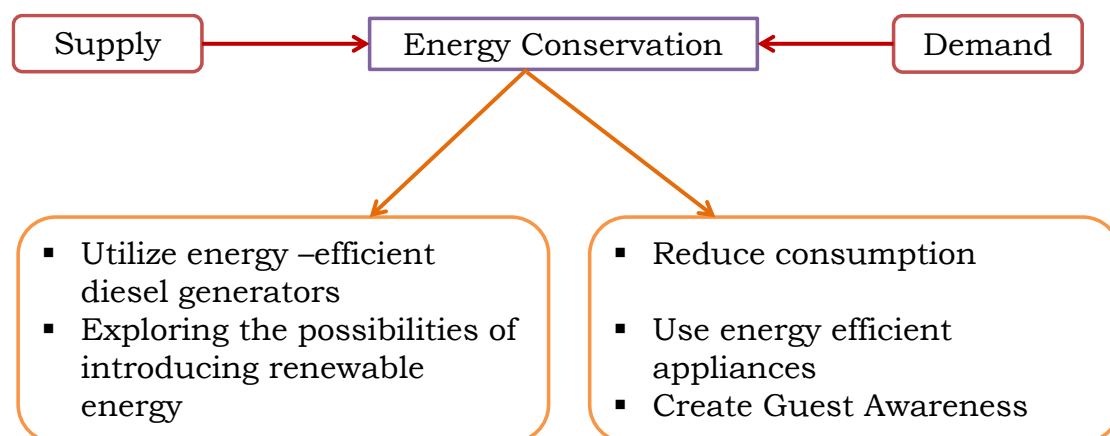 Supply
Energy Conservation
Demand
▪ Utilize energy –efficient
diesel generators
▪ Exploring the possibilities of
introducing renewable
energy
▪ Reduce consumption
▪ Use energy efficient
appliances
▪ Create Guest Awareness